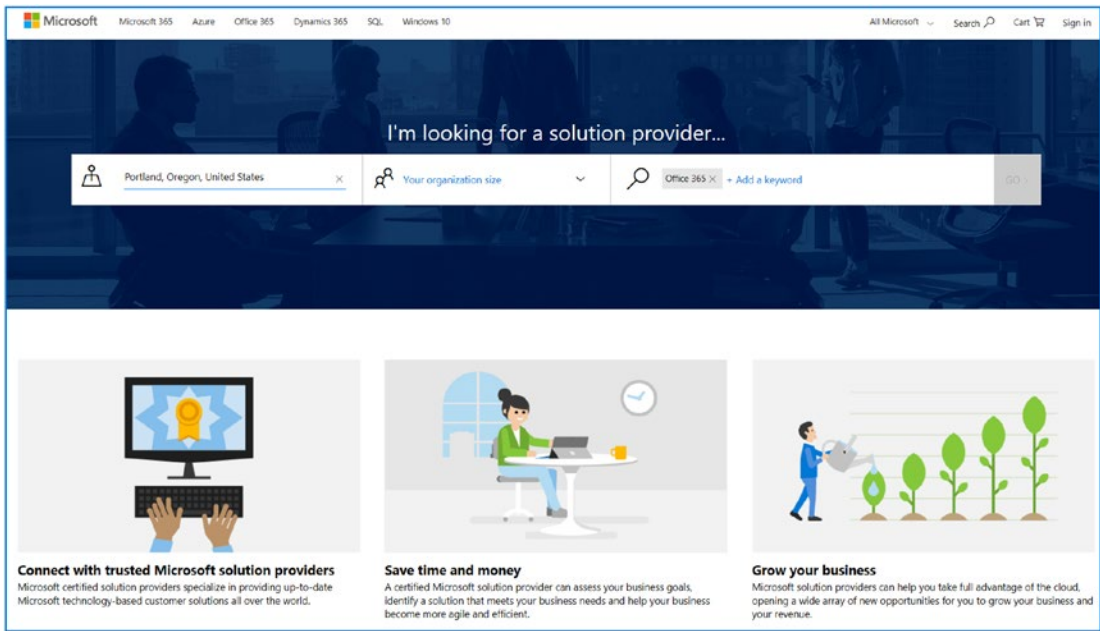 Microsoft Microsoft 365 Azure Office 365 Dynamics 365 SQL Windows 10 All Microsoft Search Cart Sign in
I'm looking for a solution provider...
Portland, Oregon, United States × Your organization size Office 365 × + Add a keyword GO >
Connect with trusted Microsoft solution providers
Microsoft certified solution providers specialize in providing up-to-date
Microsoft technology-based customer solutions all over the world.
Save time and money
A certified Microsoft solution provider can assess your business goals,
identify a solution that meets your business needs and help your business
become more agile and efficient.
Grow your business
Microsoft solution providers can help you take full advantage of the cloud,
opening a wide array of new opportunities for you to grow your business and
your revenue.